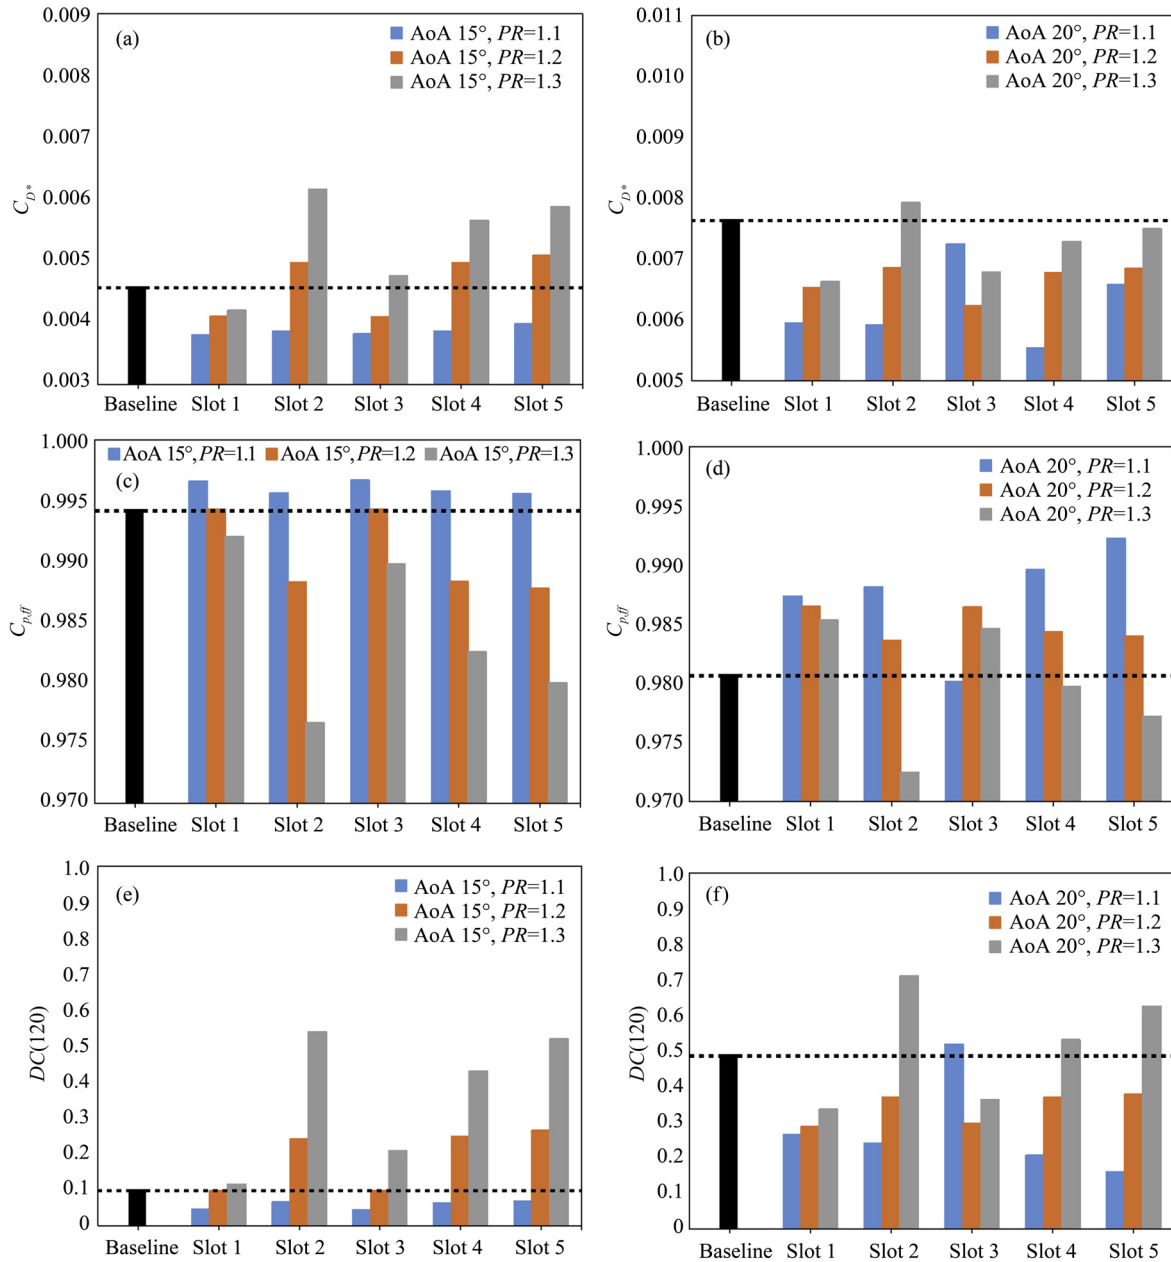 (a)
AoA 15°, PR=1.1
AoA 15°, PR=1.2
AoA 15°, PR=1.3
0.009
0.008
0.007
0.006
0.005
0.004
0.003
C_{D*}
Baseline Slot 1 Slot 2 Slot 3 Slot 4 Slot 5
(b)
AoA 20°, PR=1.1
AoA 20°, PR=1.2
AoA 20°, PR=1.3
0.011
0.010
0.009
0.008
0.007
0.006
0.005
C_{D*}
Baseline Slot 1 Slot 2 Slot 3 Slot 4 Slot 5
AoA 15°, PR=1.1 AoA 15°, PR=1.2 AoA 15°, PR=1.3
(c)
1.000
0.995
0.990
0.985
0.980
0.975
0.970
C_{p,ff}
Baseline Slot 1 Slot 2 Slot 3 Slot 4 Slot 5
(d)
AoA 20°, PR=1.1
AoA 20°, PR=1.2
AoA 20°, PR=1.3
1.000
0.995
0.990
0.985
0.980
0.975
0.970
C_{p,ff}
Baseline Slot 1 Slot 2 Slot 3 Slot 4 Slot 5
(e)
AoA 15°, PR=1.1
AoA 15°, PR=1.2
AoA 15°, PR=1.3
1.0
0.9
0.8
0.7
0.6
0.5
0.4
0.3
0.2
0.1
0
DC(120)
Baseline Slot 1 Slot 2 Slot 3 Slot 4 Slot 5
(f)
AoA 20°, PR=1.1
AoA 20°, PR=1.2
AoA 20°, PR=1.3
1.0
0.9
0.8
0.7
0.6
0.5
0.4
0.3
0.2
0.1
0
DC(120)
Baseline Slot 1 Slot 2 Slot 3 Slot 4 Slot 5